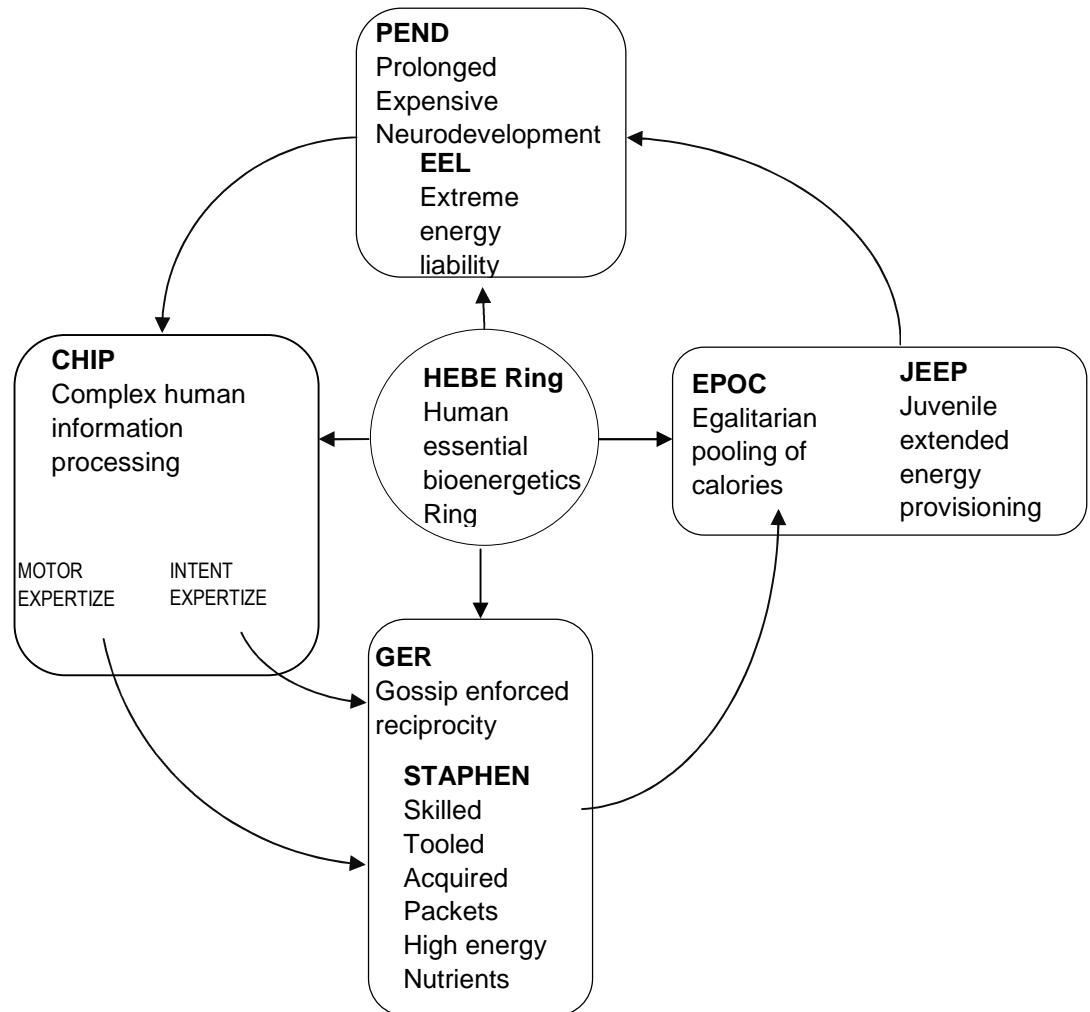 PEND
Prolonged
Expensive
Neurodevelopment
EEL
Extreme
energy
liability
CHIP
Complex human
information
processing
MOTOR
EXPERTIZE
INTENT
EXPERTIZE
HEBE Ring
Human
essential
bioenergetics
Ring
EPOC
Egalitarian
pooling of
calories
JEEP
Juvenile
extended
energy
provisioning
GER
Gossip enforced
reciprocity
STAPHEN
Skilled
Tooled
Acquired
Packets
High energy
Nutrients